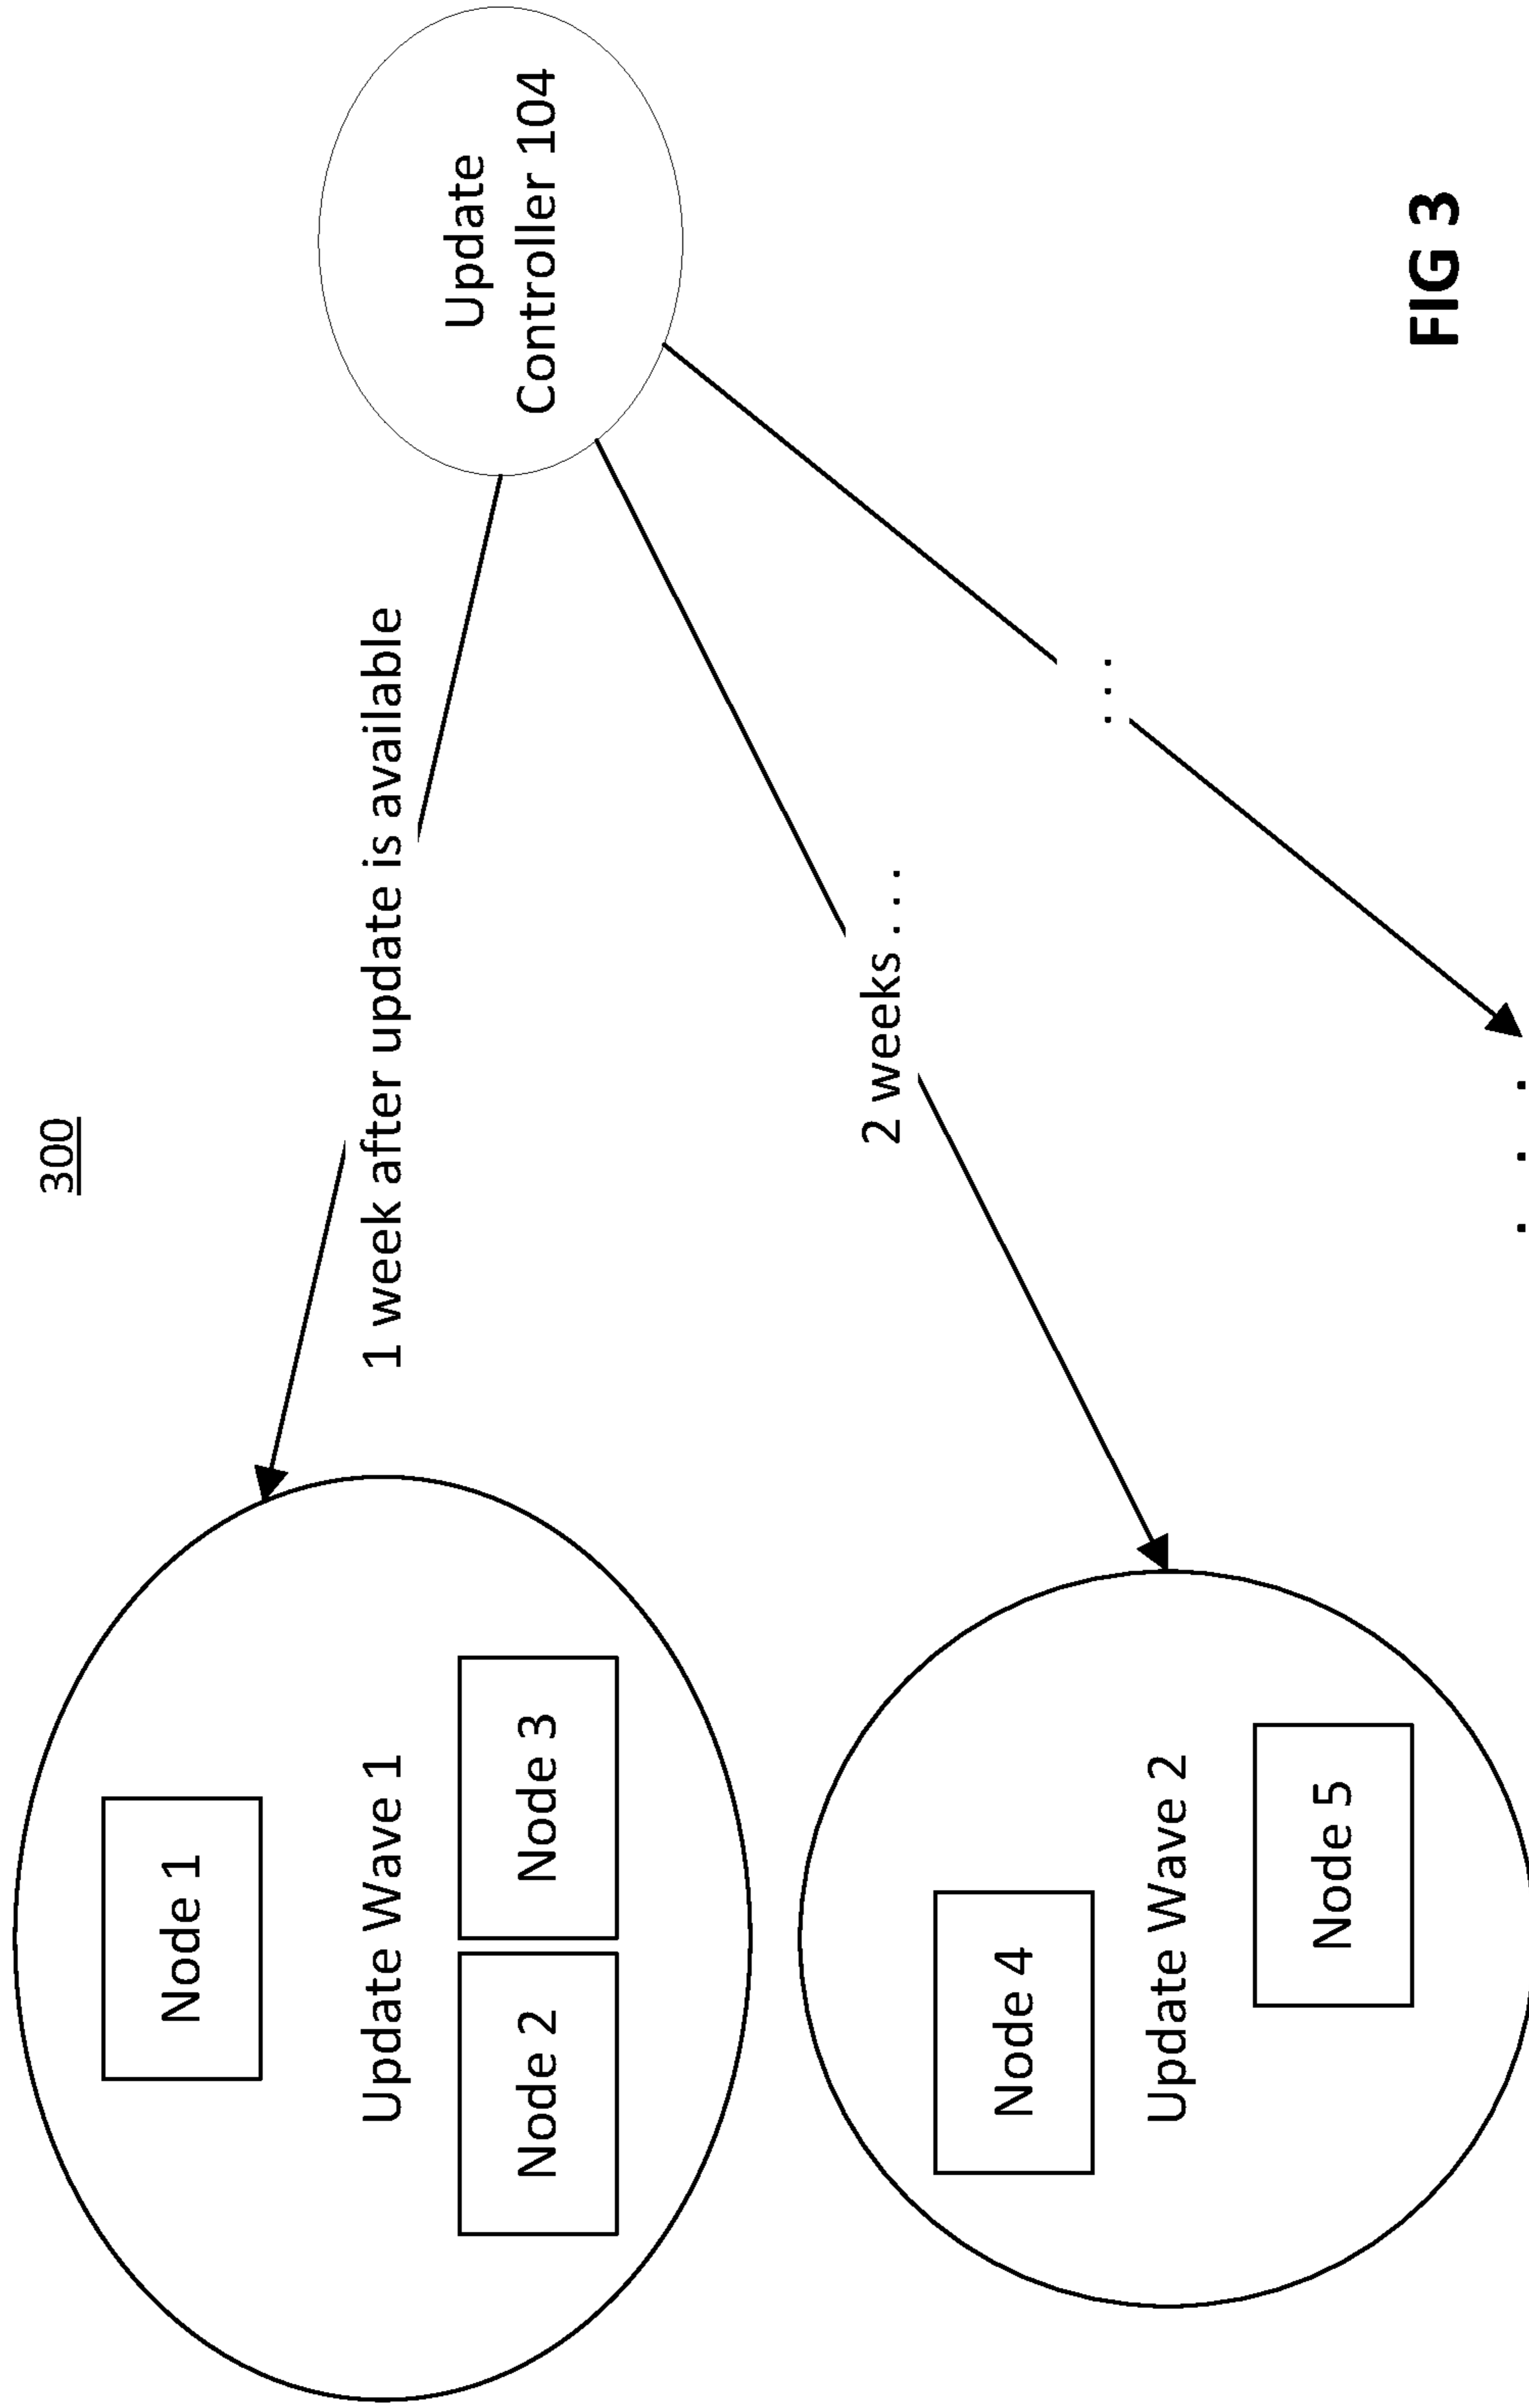 300
Node 1
Update Wave 1
Node 2
Node 3
1 week after update is available
Update
Controller 104
Node 4
Update Wave 2
Node 5
2 weeks . . .
. . .
. . .
FIG 3